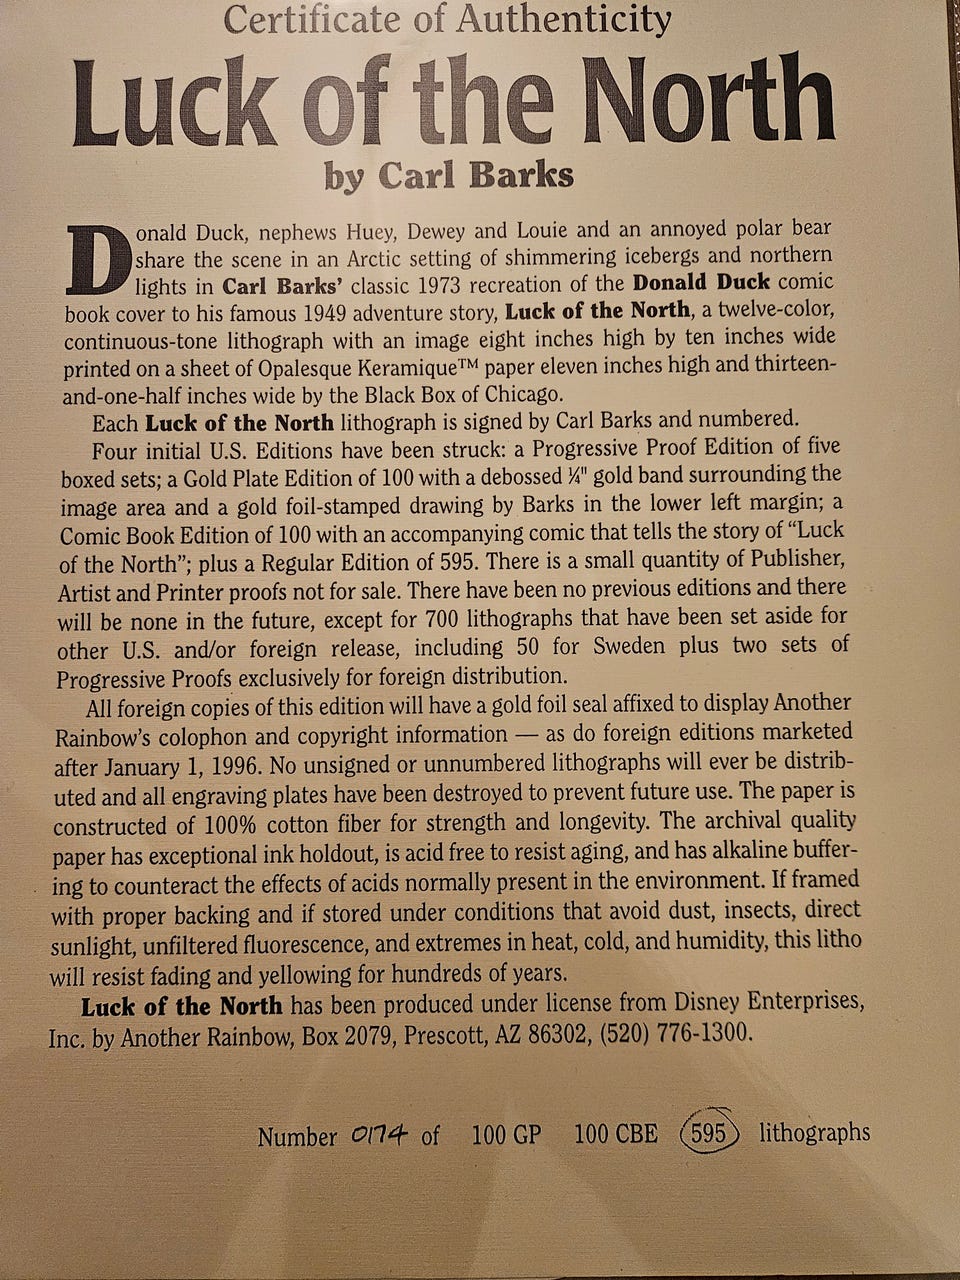 Certificate of Authenticity
Luck of the North
by Carl Barks
Donald Duck, nephews Huey, Dewey and Louie and an annoyed polar bear
share the scene in an Arctic setting of shimmering icebergs and northern
lights in Carl Barks' classic 1973 recreation of the Donald Duck comic
book cover to his famous 1949 adventure story, Luck of the North, a twelve-color,
continuous-tone lithograph with an image eight inches high by ten inches wide
printed on a sheet of Opalesque Keramique™ paper eleven inches high and thirteen-
and-one-half inches wide by the Black Box of Chicago.
Each Luck of the North lithograph is signed by Carl Barks and numbered.
Four initial U.S. Editions have been struck: a Progressive Proof Edition of five
boxed sets; a Gold Plate Edition of 100 with a debossed ¼" gold band surrounding the
image area and a gold foil-stamped drawing by Barks in the lower left margin; a
Comic Book Edition of 100 with an accompanying comic that tells the story of “Luck
of the North”; plus a Regular Edition of 595. There is a small quantity of Publisher,
Artist and Printer proofs not for sale. There have been no previous editions and there
will be none in the future, except for 700 lithographs that have been set aside for
other U.S. and/or foreign release, including 50 for Sweden plus two sets of
Progressive Proofs exclusively for foreign distribution.
All foreign copies of this edition will have a gold foil seal affixed to display Another
Rainbow's colophon and copyright information — as do foreign editions marketed
after January 1, 1996. No unsigned or unnumbered lithographs will ever be distrib-
uted and all engraving plates have been destroyed to prevent future use. The paper is
constructed of 100% cotton fiber for strength and longevity. The archival quality
paper has exceptional ink holdout, is acid free to resist aging, and has alkaline buffer-
ing to counteract the effects of acids normally present in the environment. If framed
with proper backing and if stored under conditions that avoid dust, insects, direct
sunlight, unfiltered fluorescence, and extremes in heat, cold, and humidity, this litho
will resist fading and yellowing for hundreds of years.
Luck of the North has been produced under license from Disney Enterprises,
Inc. by Another Rainbow, Box 2079, Prescott, AZ 86302, (520) 776-1300.
Number 0174 of 100 GP 100 CBE 595 lithographs